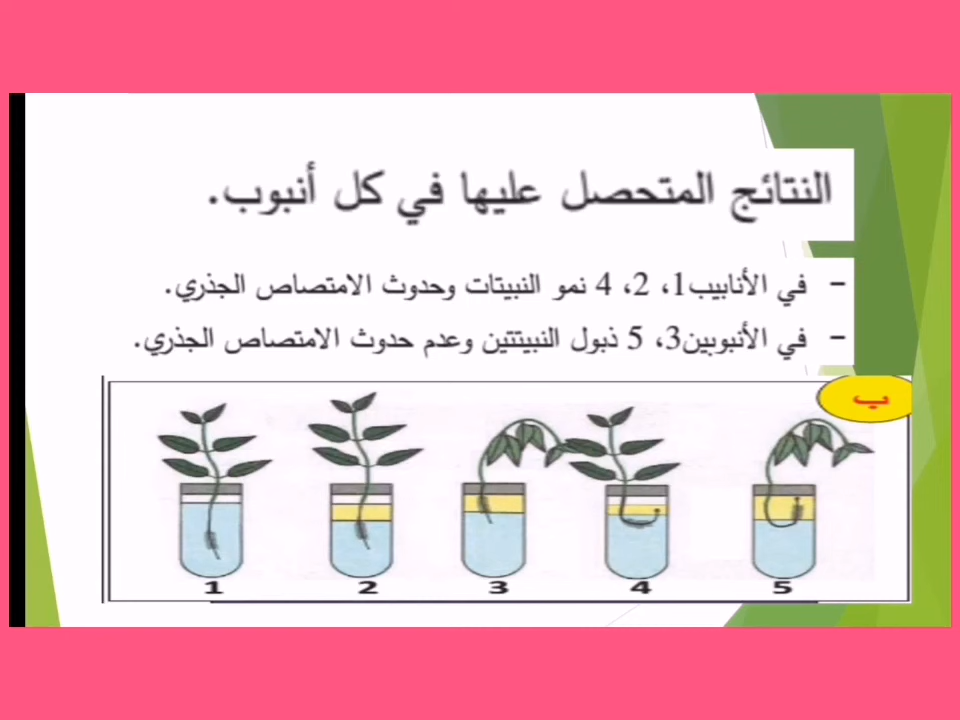 النتائج المتحصل عليها في كل أنبوب.
- في الأنابيب1، 2، 4 نمو النبيتات وحدوث الامتصاص الجذري.
- في الأنبوبين3، 5 ذبول النبيتتين وعدم حدوث الامتصاص الجذري.
ب
1 2 3 4 5